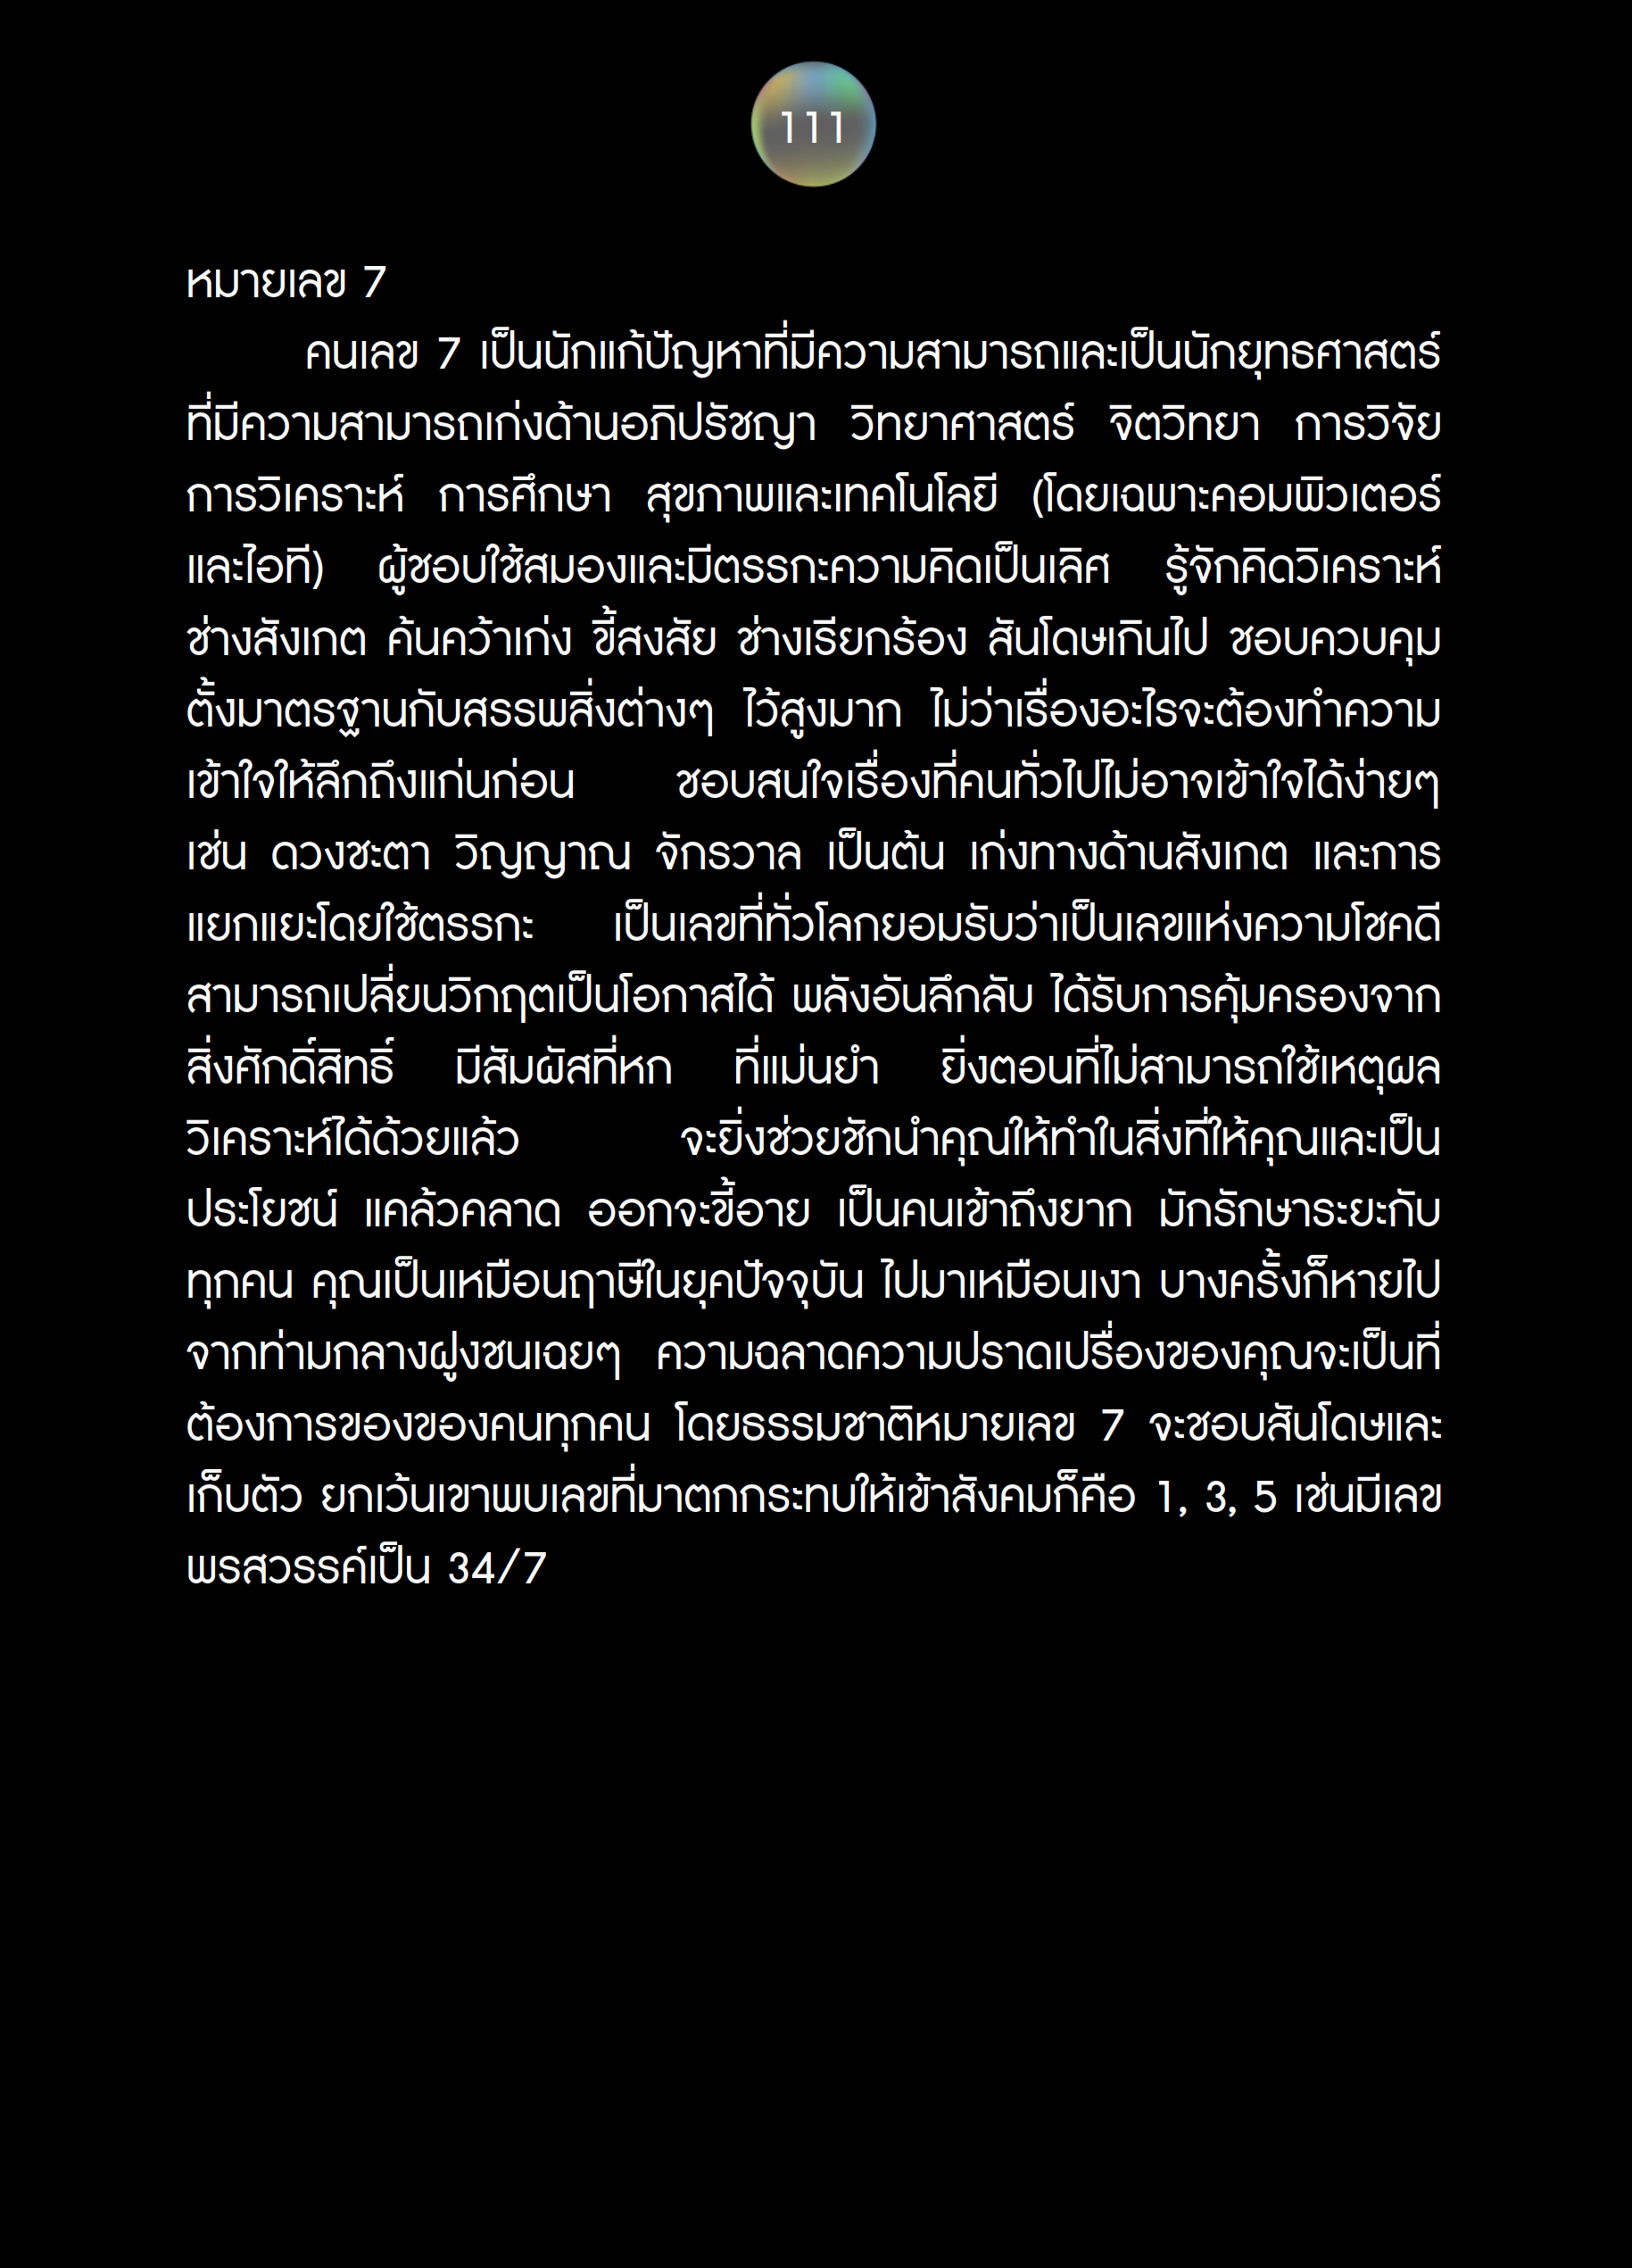 111
หมายเลข 7
คนเลข 7 เป็นนักแก้ปัญหาที่มีความสามารถและเป็นนักยุทธศาสตร์
ที่มีความสามารถเก่งด้านอภิปรัชญา วิทยาศาสตร์ จิตวิทยา การวิจัย
การวิเคราะห์ การศึกษา สุขภาพและเทคโนโลยี (โดยเฉพาะคอมพิวเตอร์
และไอที) ผู้ชอบใช้สมองและมีตรรกะความคิดเป็นเลิศ รู้จักคิดวิเคราะห์
ช่างสังเกต ค้นคว้าเก่ง ขี้สงสัย ช่างเรียกร้อง สันโดษเกินไป ชอบควบคุม
ตั้งมาตรฐานกับสรรพสิ่งต่างๆ ไว้สูงมาก ไม่ว่าเรื่องอะไรจะต้องทำความ
เข้าใจให้ลึกถึงแก่นก่อน ชอบสนใจเรื่องที่คนทั่วไปไม่อาจเข้าใจได้ง่ายๆ
เช่น ดวงชะตา วิญญาณ จักรวาล เป็นต้น เก่งทางด้านสังเกต และการ
แยกแยะโดยใช้ตรรกะ เป็นเลขที่ทั่วโลกยอมรับว่าเป็นเลขแห่งความโชคดี
สามารถเปลี่ยนวิกฤตเป็นโอกาสได้ พลังอันลึกลับ ได้รับการคุ้มครองจาก
สิ่งศักดิ์สิทธิ์ มีสัมผัสที่หก ที่แม่นยำ ยิ่งตอนที่ไม่สามารถใช้เหตุผล
วิเคราะห์ได้ด้วยแล้ว จะยิ่งช่วยชักนำคุณให้ทำในสิ่งที่ให้คุณและเป็น
ประโยชน์ แคล้วคลาด ออกจะขี้อาย เป็นคนเข้าถึงยาก มักรักษาระยะกับ
ทุกคน คุณเป็นเหมือนฤาษีในยุคปัจจุบัน ไปมาเหมือนเงา บางครั้งก็หายไป
จากท่ามกลางฝูงชนเฉยๆ ความฉลาดความปราดเปรื่องของคุณจะเป็นที่
ต้องการของของคนทุกคน โดยธรรมชาติหมายเลข 7 จะชอบสันโดษและ
เก็บตัว ยกเว้นเขาพบเลขที่มาตกกระทบให้เข้าสังคมก็คือ 1, 3, 5 เช่นมีเลข
พรสวรรค์เป็น 34/7